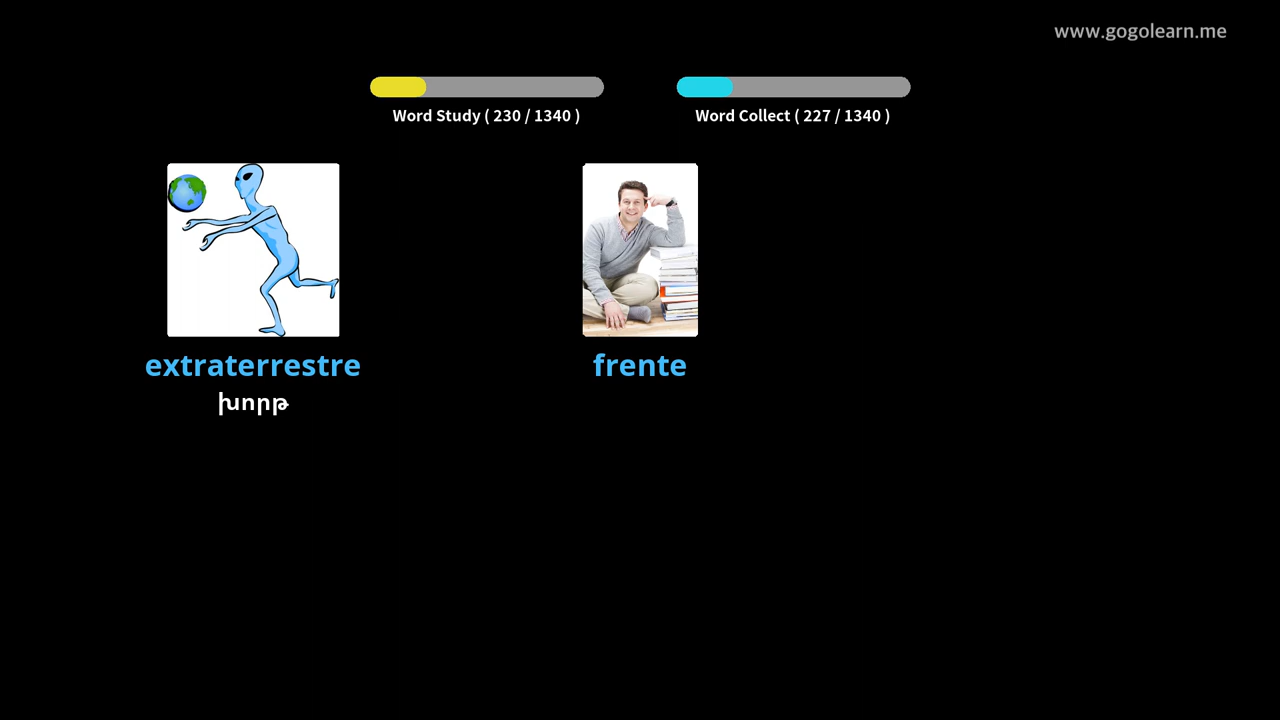 www.gogolearn.me
Word Study ( 230 / 1340 )
Word Collect ( 227 / 1340 )
extraterrestre
խորթ
frente